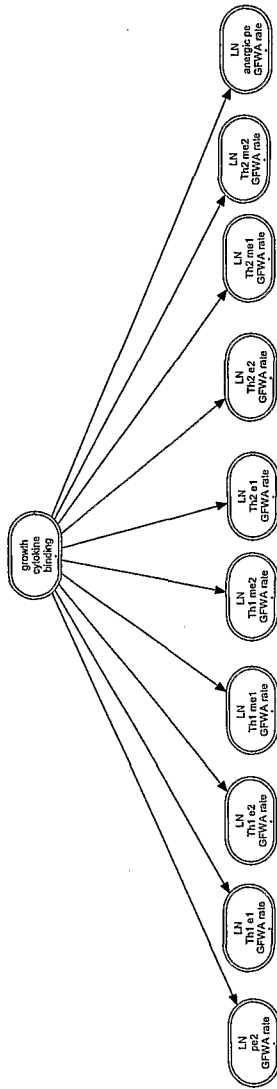 growth
cytokine
binding
LN
pe2
GFWA rate
LN
Th1 e1
GFWA rate
LN
Th1 e2
GFWA rate
LN
Th1 me1
GFWA rate
LN
Th1 me2
GFWA rate
LN
Th2 e1
GFWA rate
LN
Th2 e2
GFWA rate
LN
Th2 me1
GFWA rate
LN
Th2 me2
GFWA rate
LN
anergic pe
GFWA rate